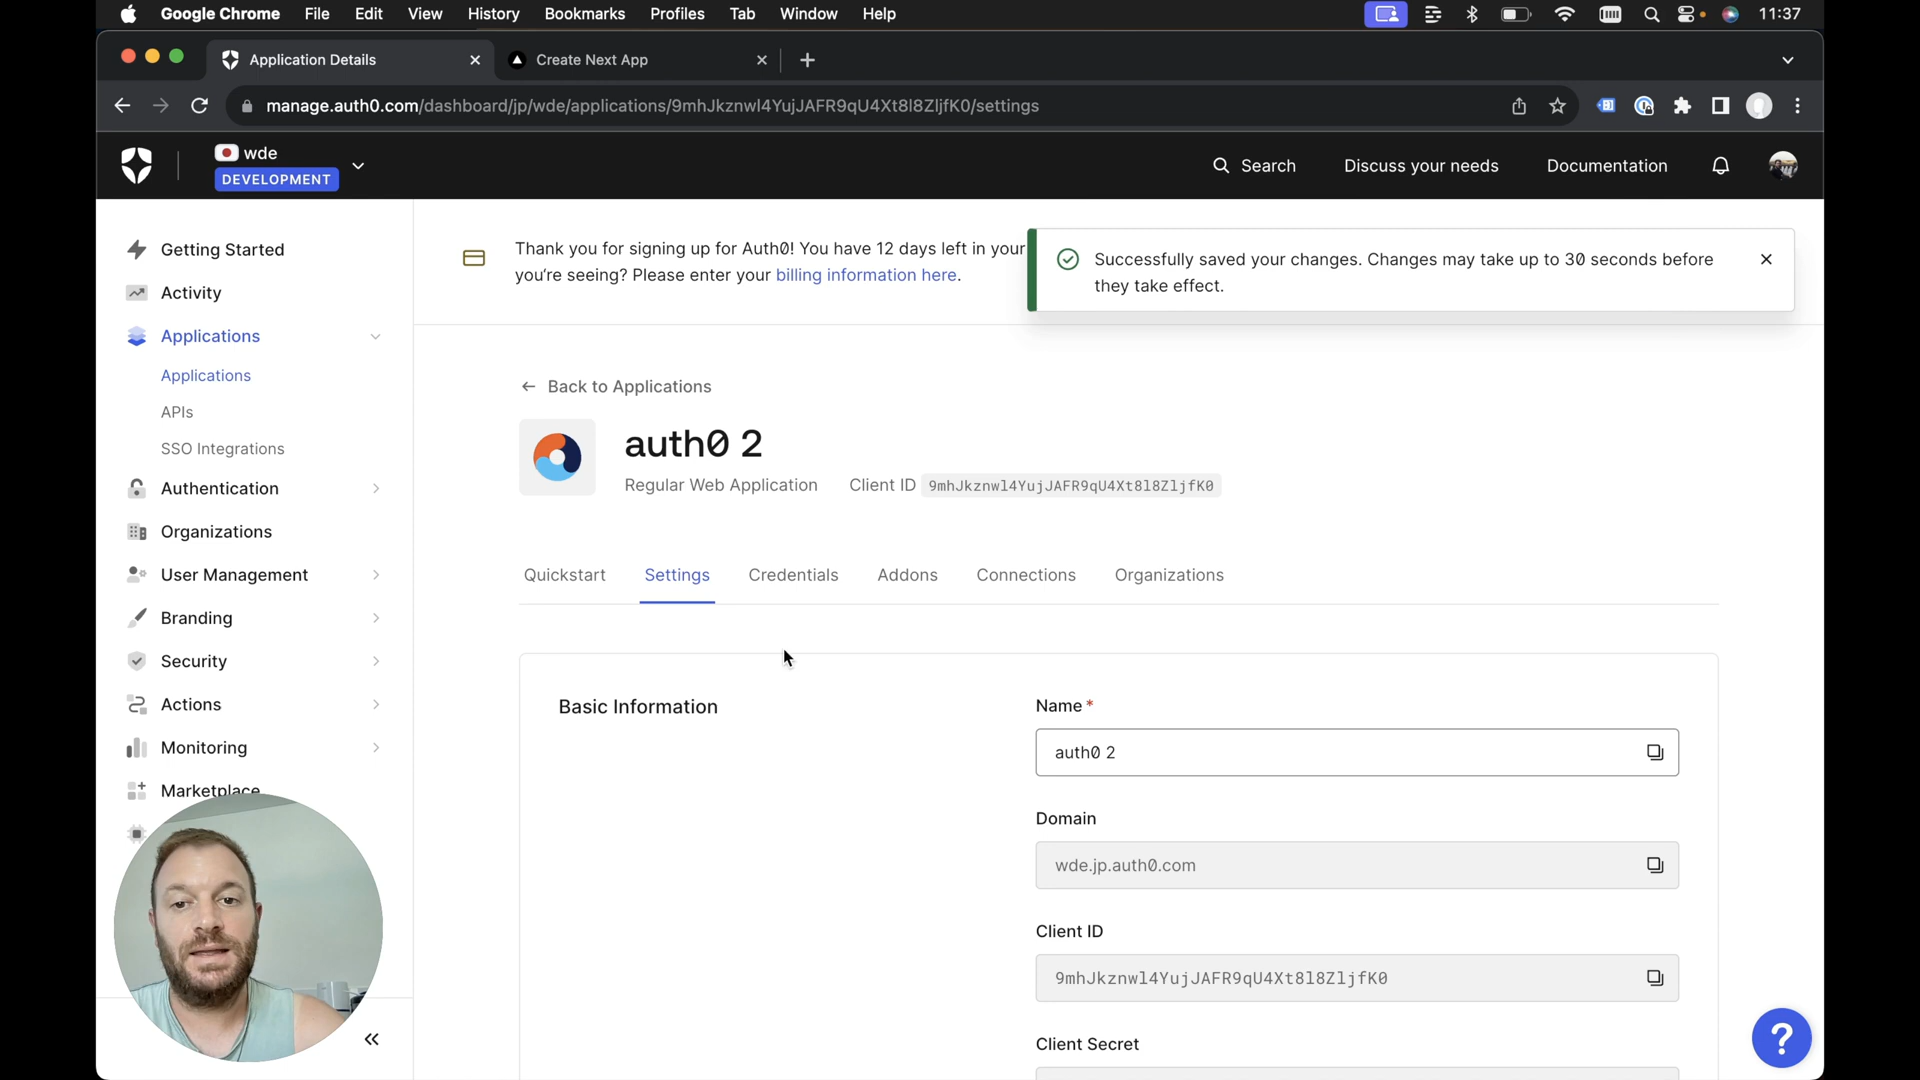 Google Chrome File Edit View History Bookmarks Profiles Tab Window Help 11:37
Application Details Create Next App
manage.auth0.com/dashboard/jp/wde/applications/9mhJkznwl4YujJAFR9qU4Xt8l8ZljfK0/settings
wde
DEVELOPMENT
Search Discuss your needs Documentation
Getting Started
Activity
Applications
Applications
APIs
SSO Integrations
Authentication
Organizations
User Management
Branding
Security
Actions
Monitoring
Marketplace
Thank you for signing up for Auth0! You have 12 days left in your
you're seeing? Please enter your billing information here.
Successfully saved your changes. Changes may take up to 30 seconds before
they take effect.
Back to Applications
auth0 2
Regular Web Application Client ID 9mhJkznwl4YujJAFR9qU4Xt8l8ZljfK0
Quickstart Settings Credentials Addons Connections Organizations
Basic Information
Name *
auth0 2
Domain
wde.jp.auth0.com
Client ID
9mhJkznwl4YujJAFR9qU4Xt8l8ZljfK0
Client Secret
?